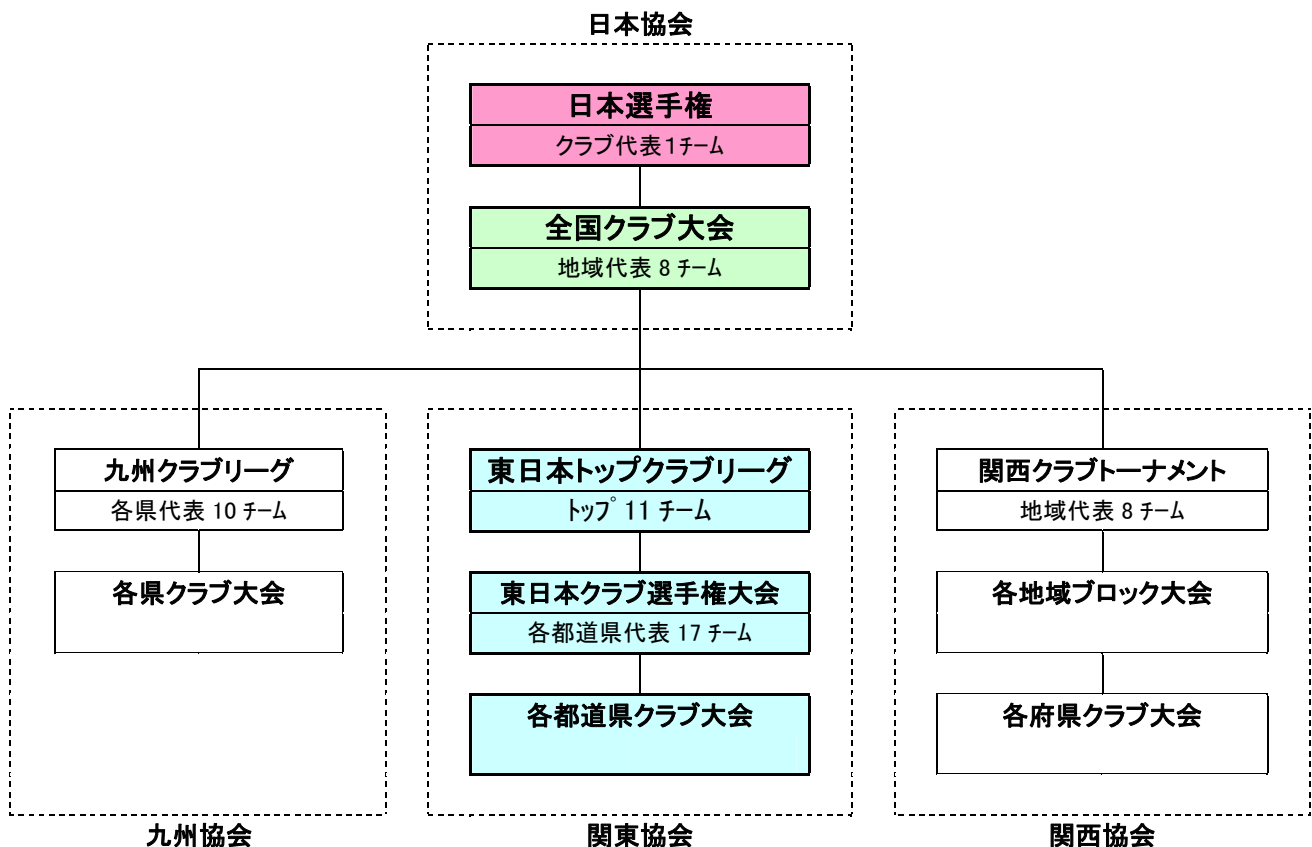 日本協会
日本選手権
クラブ代表1チーム
全国クラブ大会
地域代表 8 チーム
九州クラブリーグ
各県代表 10 チーム
各県クラブ大会
九州協会
東日本トップクラブリーグ
トップ 11 チーム
東日本クラブ選手権大会
各都道県代表 17 チーム
各都道県クラブ大会
関東協会
関西クラブトーナメント
地域代表 8 チーム
各地域ブロック大会
各府県クラブ大会
関西協会